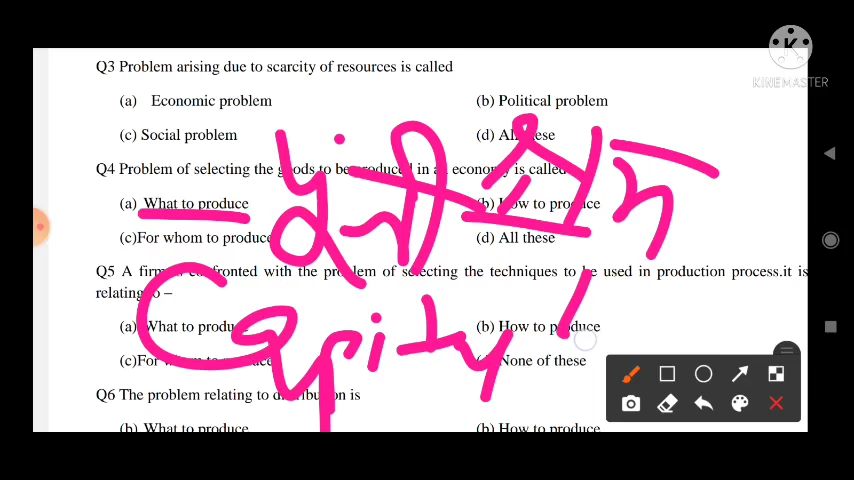 KINEMASTER
Q3 Problem arising due to scarcity of resources is called
(a) Economic problem (b) Political problem
(c) Social problem (d) All these
Q4 Problem of selecting the goods to be produced in an economy is called
(a) What to produce (b) How to produce
(c)For whom to produce (d) All these
Q5 A firm is confronted with the problem of selecting the techniques to be used in production process.it is
relating to –
(a) What to produce (b) How to produce
(c)For whom to produce (d) None of these
Q6 The problem relating to distribution is
(b) What to produce (b) How to produce